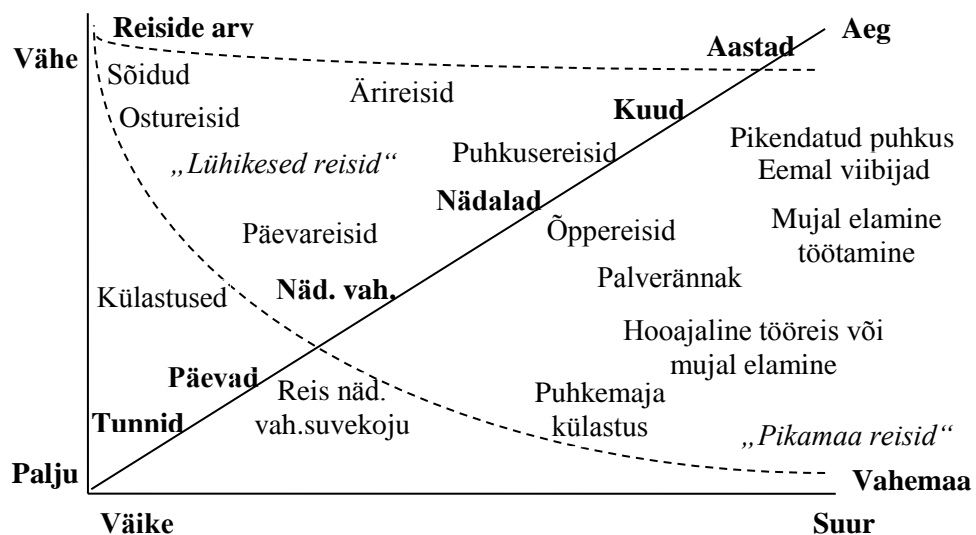 Reiside arv
Aeg
Aastad
Vähe
Sõidud
Ärireisid
Kuud
Ostureisid
Pikendatud puhkus
Eemal viibijad
„Lühikesed reisid“
Puhkusereisid
Nädalad
Mujal elamine
töötamine
Päevareisid
Õppereisid
Palverännak
Näd. vah.
Külastused
Hooajaline tööreis või
mujal elamine
Päevad
Reis näd.
vah.suvekoju
Puhkemaja
külastus
Tunnid
„Pikamaa reisid“
Palju
Vahemaa
Väike
Suur